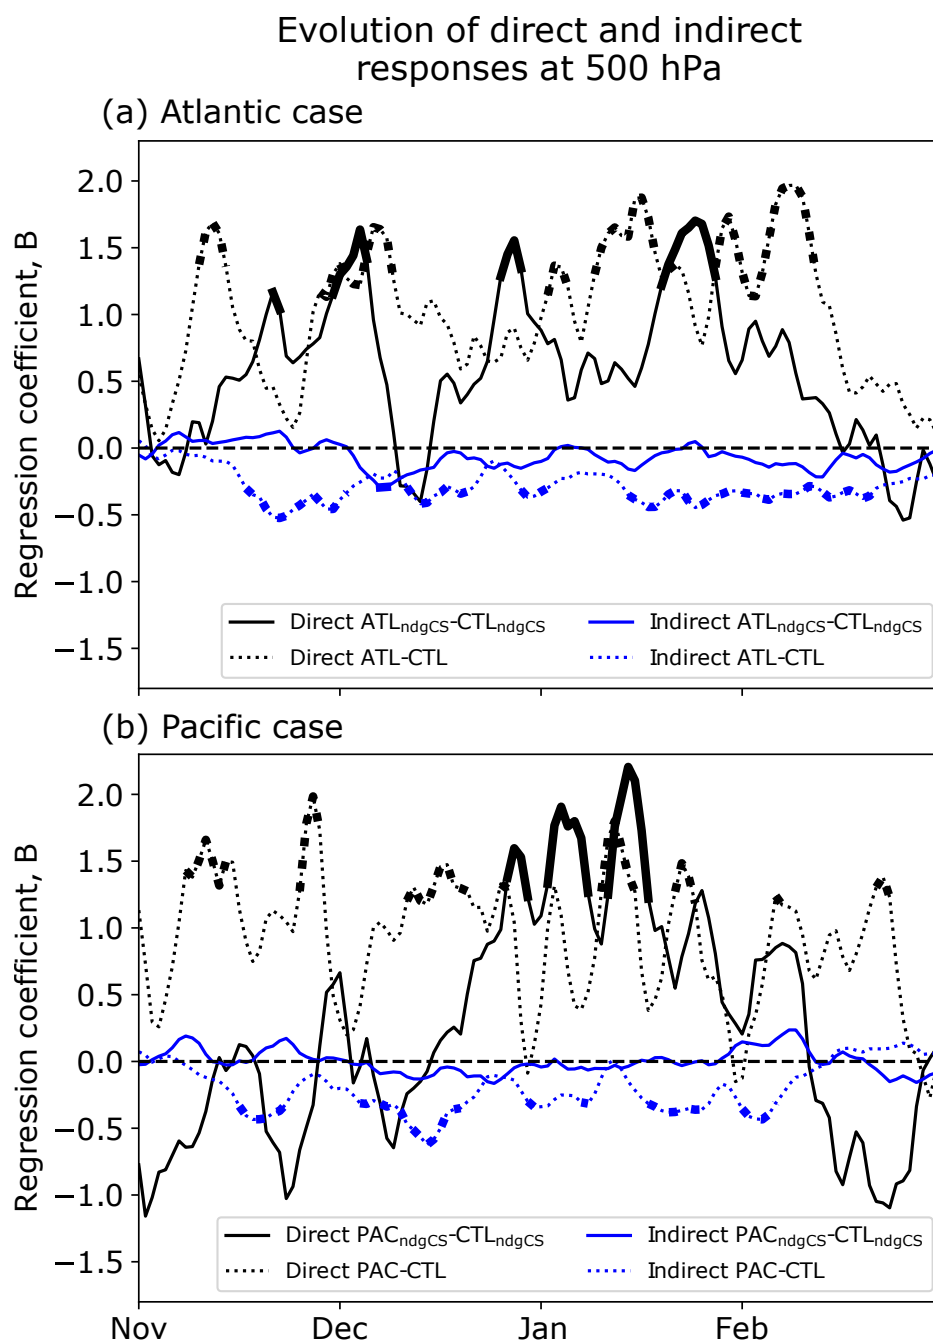 Evolution of direct and indirect
responses at 500 hPa
(a) Atlantic case
Regression coefficient, B
2.0
1.5
1.0
0.5
0.0
−0.5
−1.0
−1.5
Direct ATLndgCS-CTLndgCS
Direct ATL-CTL
Indirect ATLndgCS-CTLndgCS
Indirect ATL-CTL
(b) Pacific case
Regression coefficient, B
2.0
1.5
1.0
0.5
0.0
−0.5
−1.0
−1.5
Direct PACndgCS-CTLndgCS
Direct PAC-CTL
Indirect PACndgCS-CTLndgCS
Indirect PAC-CTL
Nov Dec Jan Feb